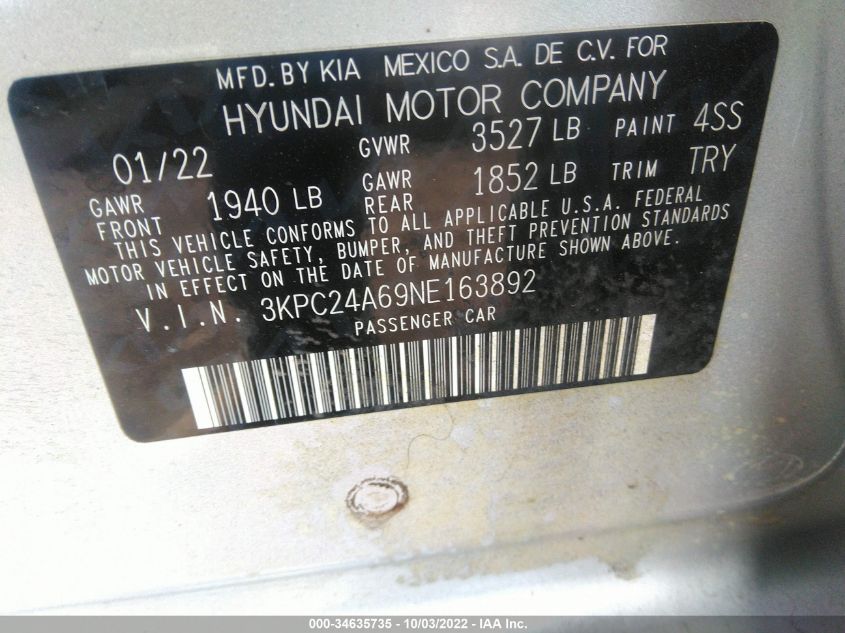 MFD. BY KIA MEXICO S.A. DE C.V. FOR
HYUNDAI MOTOR COMPANY
01/22 GVWR 3527 LB PAINT 4SS
GAWR FRONT 1940 LB GAWR REAR 1852 LB TRIM TRY
THIS VEHICLE CONFORMS TO ALL APPLICABLE U.S.A. FEDERAL
MOTOR VEHICLE SAFETY, BUMPER, AND THEFT PREVENTION STANDARDS
IN EFFECT ON THE DATE OF MANUFACTURE SHOWN ABOVE.
V.I.N. 3KPC24A69NE163892
PASSENGER CAR
000-34635735 - 10/03/2022 - IAA Inc.